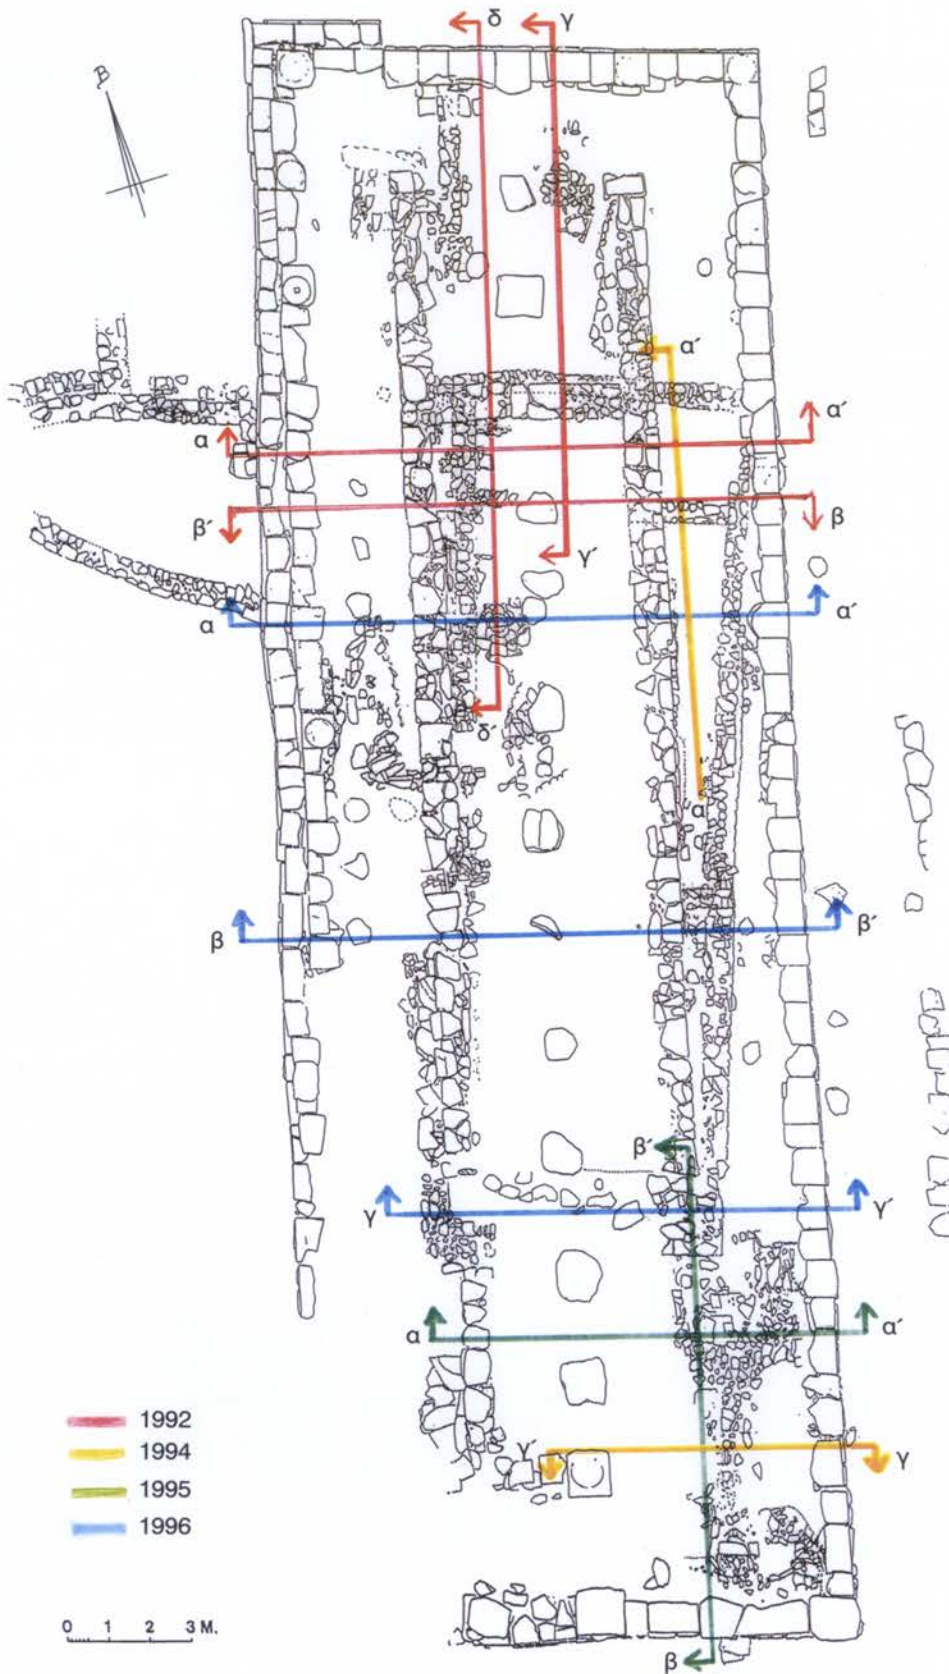 δ γ
β
α´
α α´
β´ β
γ´
α α´
δ´
α
β β´
β´
γ γ´
α α´
γ´ γ
1992
1994
1995
1996
0 1 2 3 M.
β